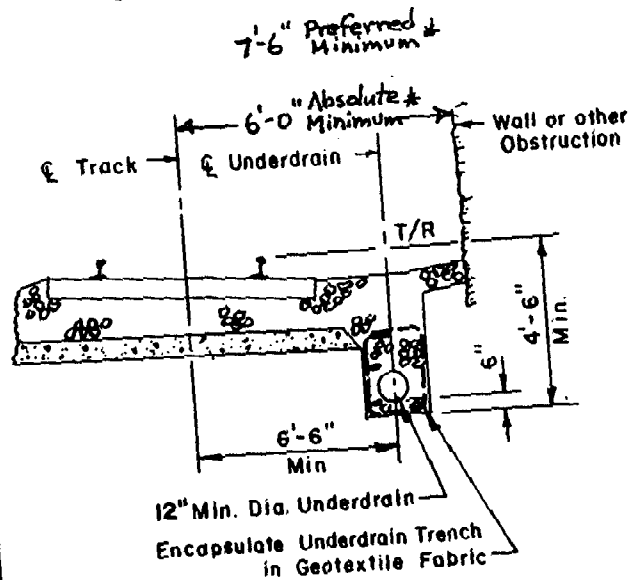 7'-6" Preferred *
Minimum *
6'-0" Absolute *
Minimum
Wall or other
Obstruction
℄ Track
℄ Underdrain
T/R
4'-6"
Min.
6"
6'-6"
Min
12" Min. Dia. Underdrain
Encapsulate Underdrain Trench
in Geotextile Fabric